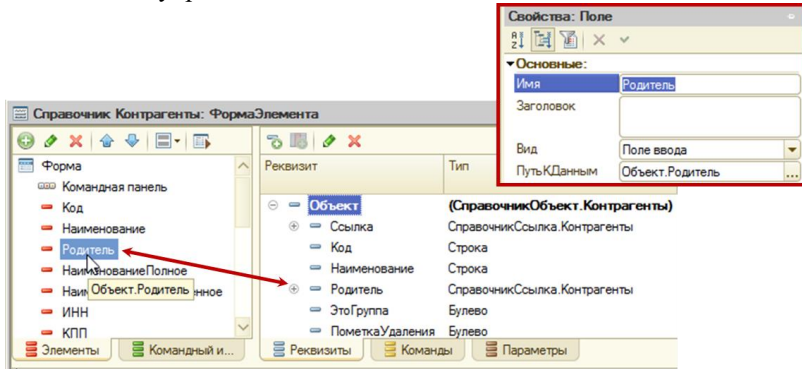 Свойства: Поле
Основные:
Имя
Родитель
Заголовок
Вид
Поле ввода
ПутьКДанным
Объект.Родитель
...
Справочник Контрагенты: ФормаЭлемента
Форма
Командная панель
Код
Наименование
Родитель
НаименованиеПолное
Объект.Родитель
ИНН
КПП
Элементы
Командный и...
Реквизит
Тип
Объект
(СправочникОбъект.Контрагенты)
Ссылка
СправочникСсылка.Контрагенты
Код
Строка
Наименование
Строка
Родитель
СправочникСсылка.Контрагенты
ЭтоГруппа
Булево
ПометкаУдаления
Булево
Реквизиты
Команды
Параметры